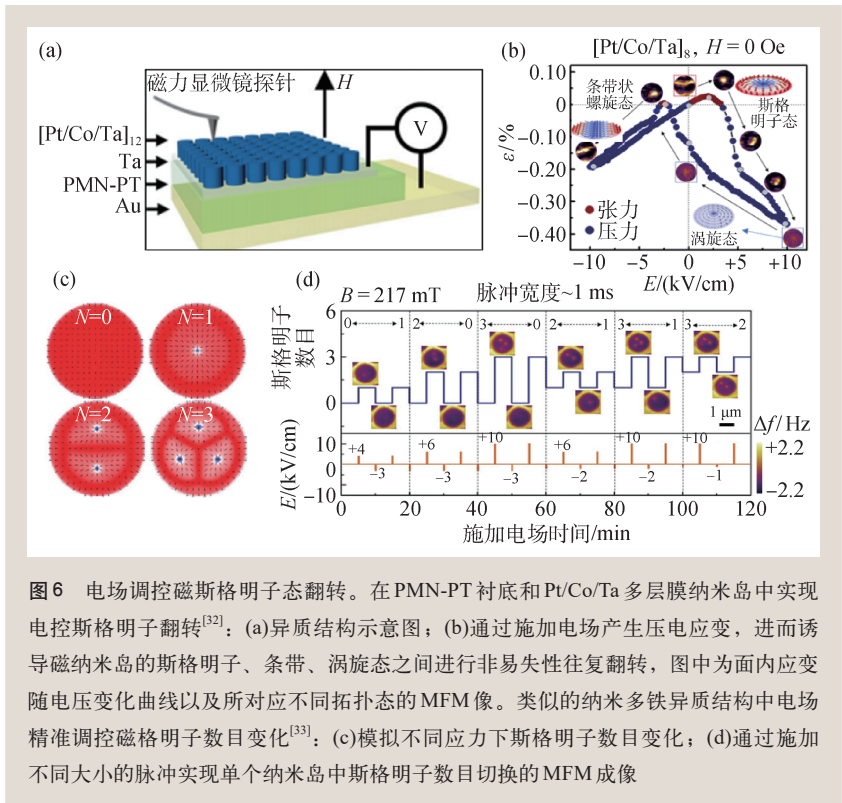 (a)
磁力显微镜探针
H
V
[Pt/Co/Ta]12
Ta
PMN-PT
Au
(b)
[Pt/Co/Ta]8, H = 0 Oe
0.10
0
-0.10
-0.20
-0.30
-0.40
ε/%
条带状
螺旋态
斯格
明子态
张力
压力
涡旋态
-10
-5
0
+5
+10
E/(kV/cm)
(c)
N=0
N=1
N=2
N=3
(d)
B = 217 mT
脉冲宽度~1 ms
斯格明子
数目
6
3
0
0 1 2 0 3 0 2 1 3 1 3 2
1 μm
Δf / Hz
+2.2
-2.2
E/(kV/cm)
10
0
-10
+4 +6 +10 +6 +10 +10
-3 -3 -3 -2 -2 -1
0 20 40 60 80 100 120
施加电场时间/min
图6 电场调控磁斯格明子态翻转。在PMN-PT衬底和Pt/Co/Ta多层膜纳米岛中实现
电控斯格明子翻转[32]：(a)异质结构示意图；(b)通过施加电场产生压电应变，进而诱
导磁纳米岛的斯格明子、条带、涡旋态之间进行非易失性往复翻转，图中为面内应变
随电压变化曲线以及所对应不同拓扑态的MFM像。类似的纳米多铁异质结构中电场
精准调控磁格明子数目变化[33]：(c)模拟不同应力下斯格明子数目变化；(d)通过施加
不同大小的脉冲实现单个纳米岛中斯格明子数目切换的MFM成像